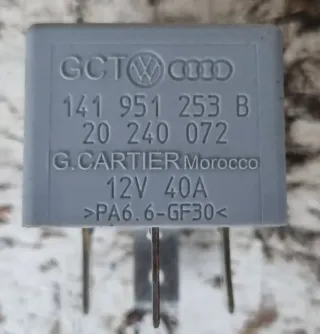 GCT
141 951 253 B
20 240 072
G.CARTIER Morocco
12V 40A
>PA6.6-GF30<